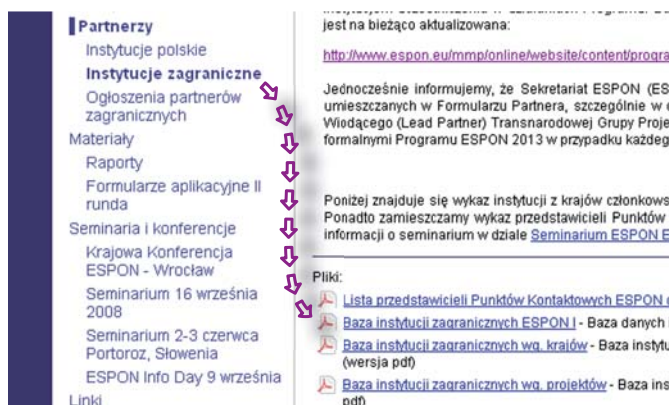 Partnerzy
Instytucje polskie
Instytucje zagraniczne
Ogłoszenia partnerów
zagranicznych
Materiały
Raporty
Formularze aplikacyjne II
runda
Seminaria i konferencje
Krajowa Konferencja
ESPON - Wrocław
Seminarium 16 września
2008
Seminarium 2-3 czerwca
Portoroz, Słowenia
ESPON Info Day 9 września
Linki
jest na bieżąco aktualizowana:
http://www.espon.eu/mmp/online/website/content/progra
Jednocześnie informujemy, że Sekretariat ESPON (ES
umieszczanych w Formularzu Partnera, szczególnie w
Wiodącego (Lead Partner) Transnarodowej Grupy Proje
formalnymi Programu ESPON 2013 w przypadku każdeg
Poniżej znajduje się wykaz instytucji z krajów członkows
Ponadto zamieszczamy wykaz przedstawicieli Punktów
informacji o seminarium w dziale Seminarium ESPON E
Pliki:
Lista przedstawicieli Punktów Kontaktowych ESPON
Baza instytucji zagranicznych ESPON I - Baza danych
Baza instytucji zagranicznych wg. krajów - Baza instytu
(wersja pdf)
Baza instytucji zagranicznych wg. projektów - Baza ins
pdf)